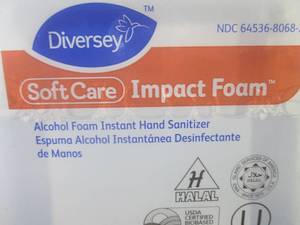 Diversey™
NDC 64536-8068-
Soft Care Impact Foam™
Alcohol Foam Instant Hand Sanitizer
Espuma Alcohol Instantánea Desinfectante
de Manos
H
HALAL
HALAL
USDA
CERTIFIED
BIOBASED